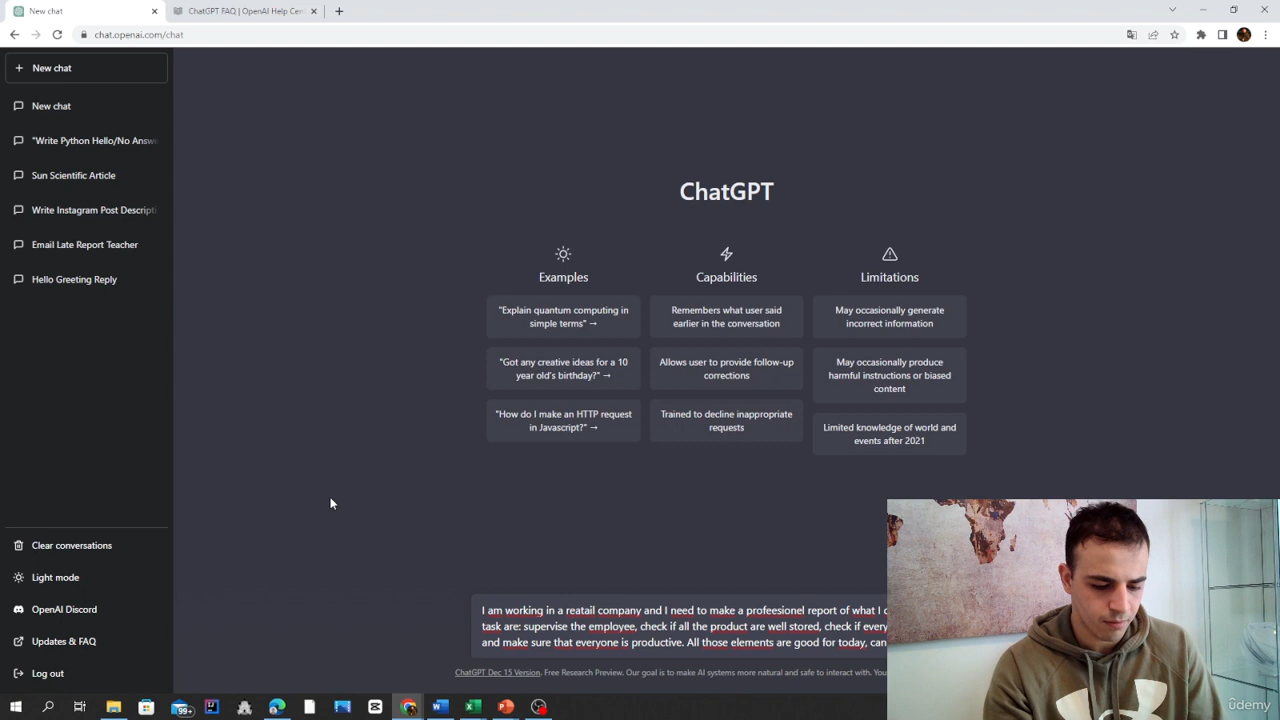 New chat
ChatGPT FAQ | OpenAI Help Cen
chat.openai.com/chat
New chat
New chat
"Write Python Hello/No Answe
Sun Scientific Article
Write Instagram Post Descripti
Email Late Report Teacher
Hello Greeting Reply
Clear conversations
Light mode
OpenAI Discord
Updates & FAQ
Log out
ChatGPT
Examples
Capabilities
Limitations
"Explain quantum computing in
simple terms" →
Remembers what user said
earlier in the conversation
May occasionally generate
incorrect information
"Got any creative ideas for a 10
year old's birthday?" →
Allows user to provide follow-up
corrections
May occasionally produce
harmful instructions or biased
content
"How do I make an HTTP request
in Javascript?" →
Trained to decline inappropriate
requests
Limited knowledge of world and
events after 2021
I am working in a reatail company and I need to make a profeesionel report of what I
task are: supervise the employee, check if all the product are well stored, check if every
and make sure that everyone is productive. All those elements are good for today, can
ChatGPT Dec 15 Version. Free Research Preview. Our goal is to make AI systems more natural and safe to interact with. You
99+
ûdemy